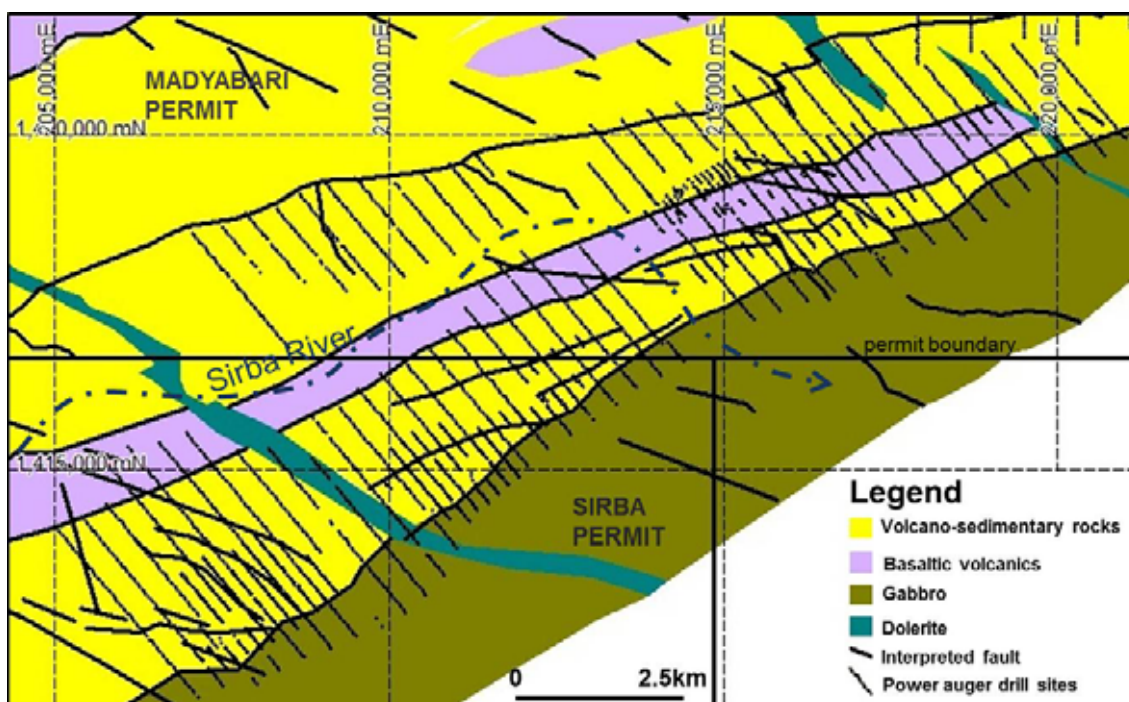 MADYABARI
PERMIT
205,000 mE
210,000 mE
215,000 mE
220,000 mE
1,420,000 mN
Sirba River
permit boundary
1,415,000 mN
SIRBA
PERMIT
Legend
Volcano-sedimentary rocks
Basaltic volcanics
Gabbro
Dolerite
Interpreted fault
Power auger drill sites
0 2.5km